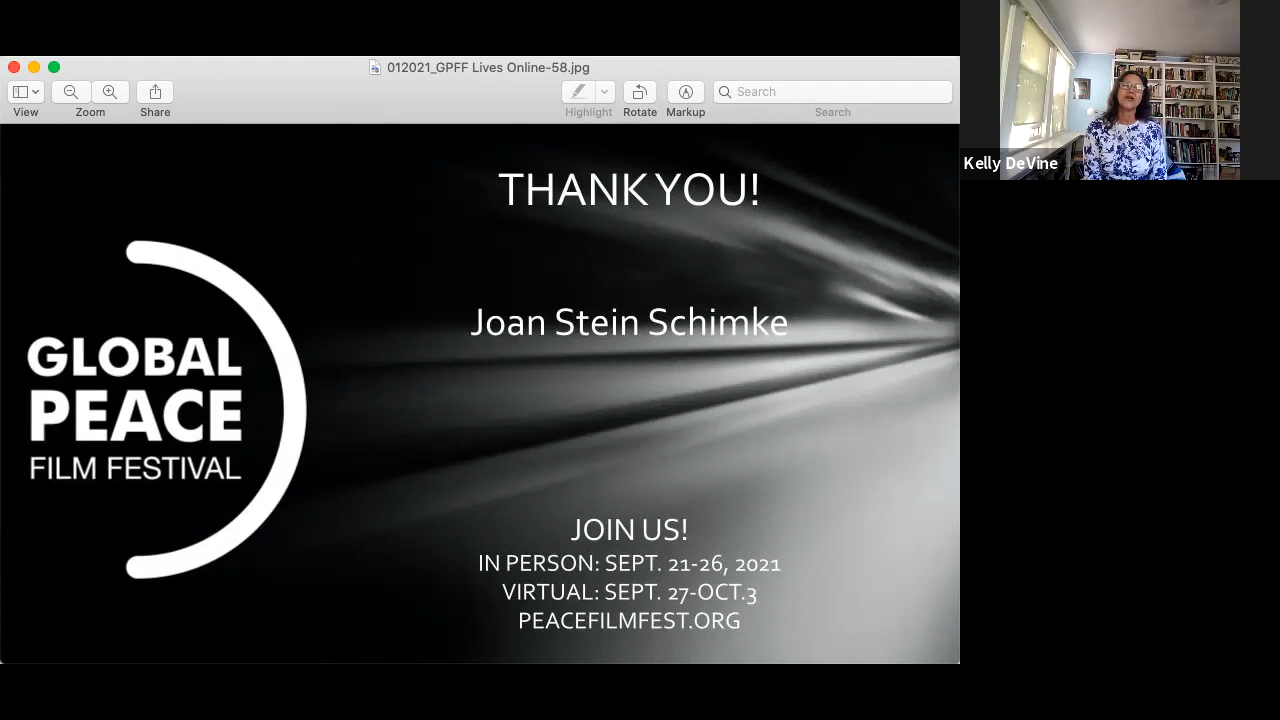 012021_GPFF Lives Online-58.jpg
View
Zoom
Share
Highlight
Rotate
Markup
Search
Search
THANK YOU!
Joan Stein Schimke
GLOBAL
PEACE
FILM FESTIVAL
JOIN US!
IN PERSON: SEPT. 21-26, 2021
VIRTUAL: SEPT. 27-OCT.3
PEACEFILMFEST.ORG
Kelly DeVine